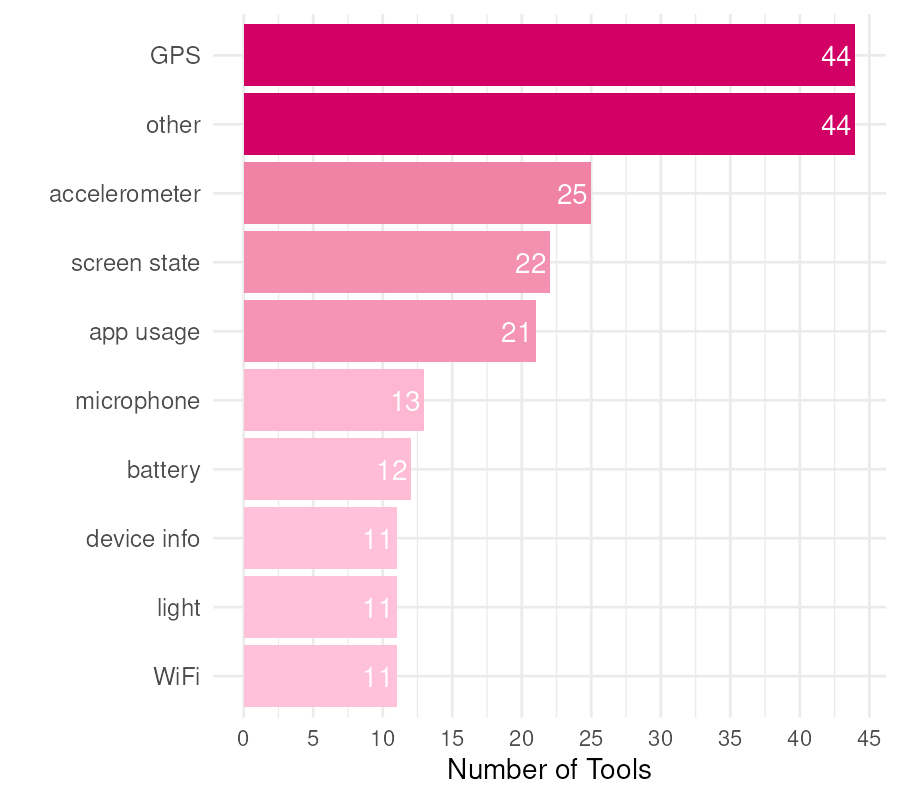 GPS 44
other 44
accelerometer 25
screen state 22
app usage 21
microphone 13
battery 12
device info 11
light 11
WiFi 11
0 5 10 15 20 25 30 35 40 45
Number of Tools